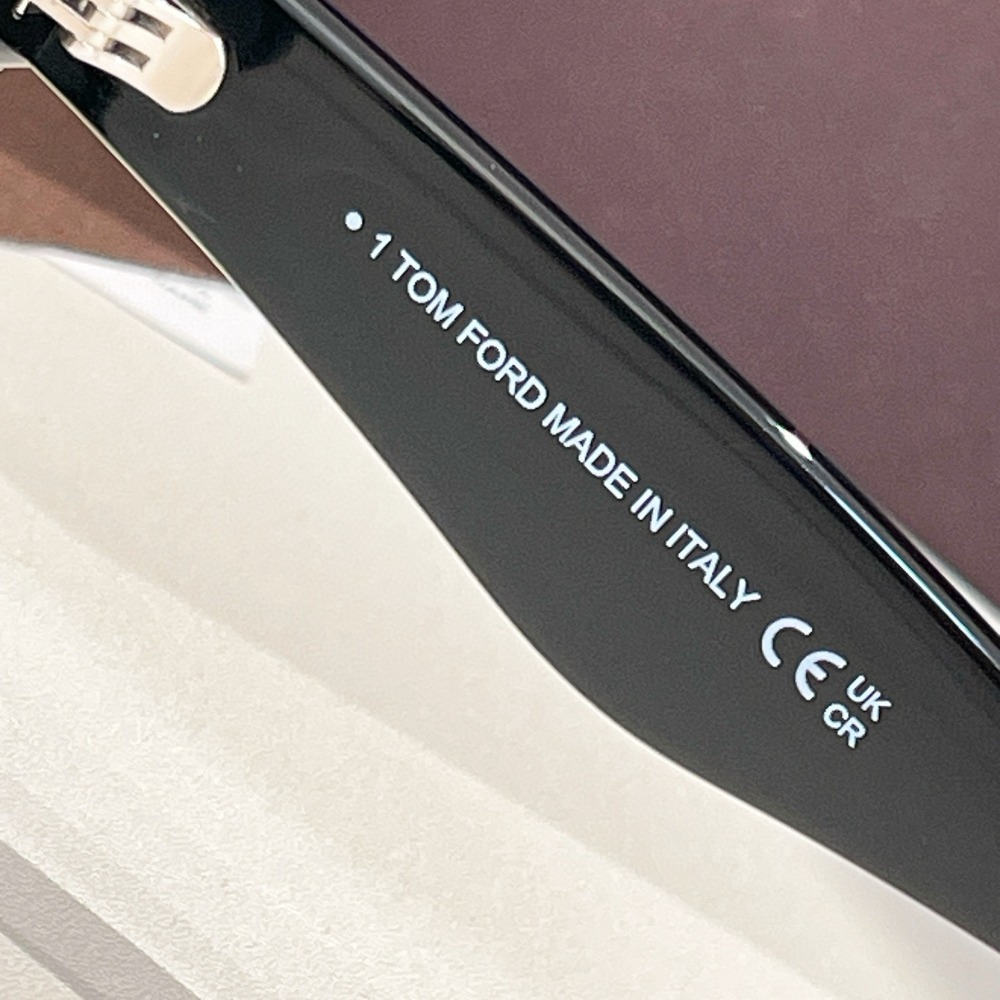 • 1 TOM FORD MADE IN ITALY CE UK
CR